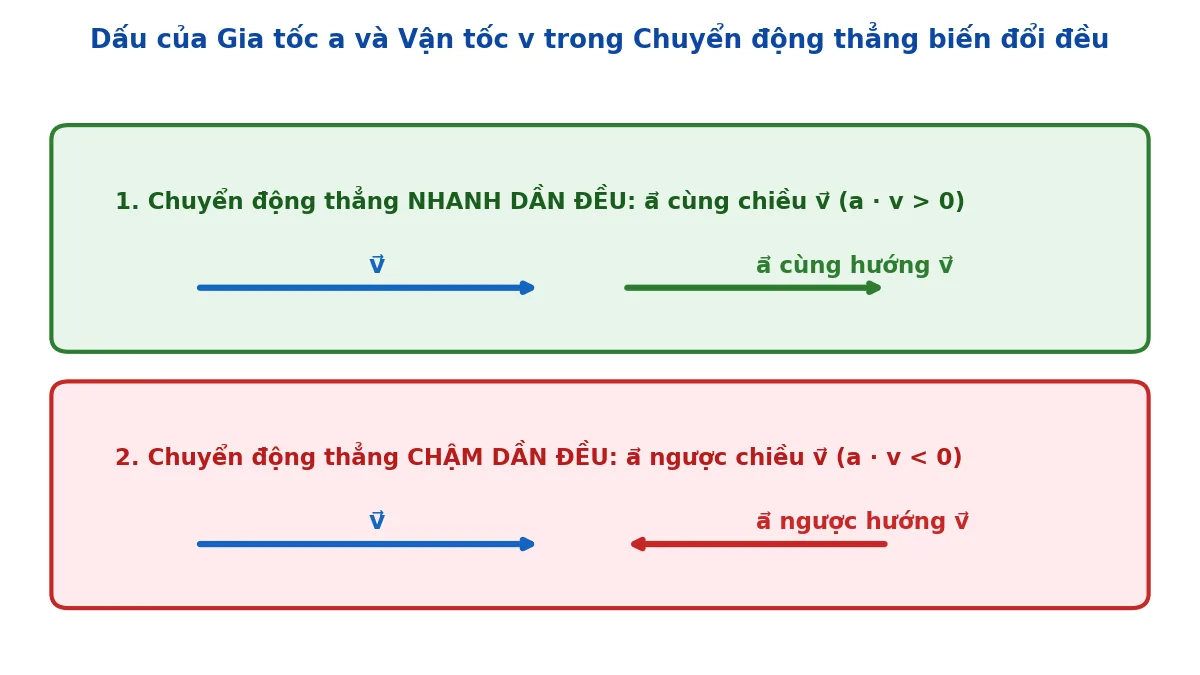 Dấu của Gia tốc a và Vận tốc v trong Chuyển động thẳng biến đổi đều
1. Chuyển động thẳng NHANH DẦN ĐỀU: a⃗ cùng chiều v⃗ (a · v > 0)
v⃗
a⃗ cùng hướng v⃗
2. Chuyển động thẳng CHẬM DẦN ĐỀU: a⃗ ngược chiều v⃗ (a · v < 0)
v⃗
a⃗ ngược hướng v⃗